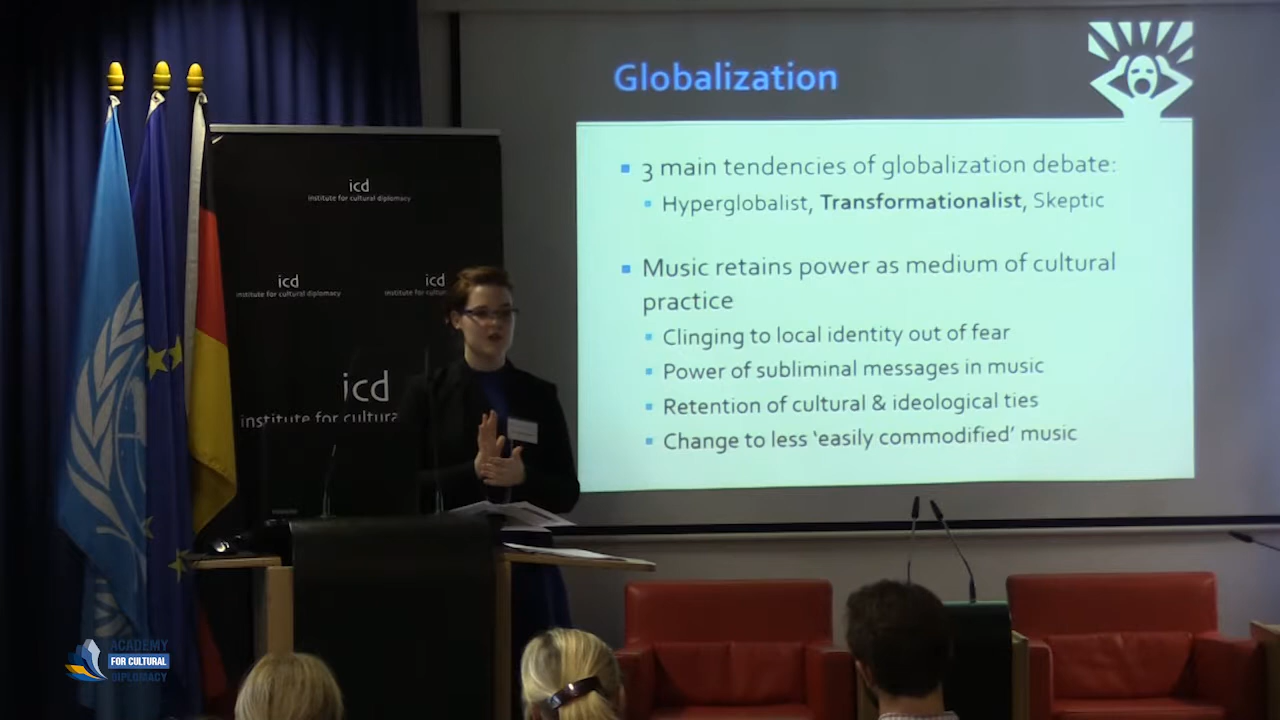 Globalization
3 main tendencies of globalization debate:
Hyperglobalist, Transformationalist, Skeptic
Music retains power as medium of cultural
practice
Clinging to local identity out of fear
Power of subliminal messages in music
Retention of cultural & ideological ties
Change to less 'easily commodified' music
icd
institute for cultural diplomacy
icd
institute for cultural diplomacy
icd
institute for cultur
icd
institute for cultura
ACADEMY
FOR CULTURAL
DIPLOMACY